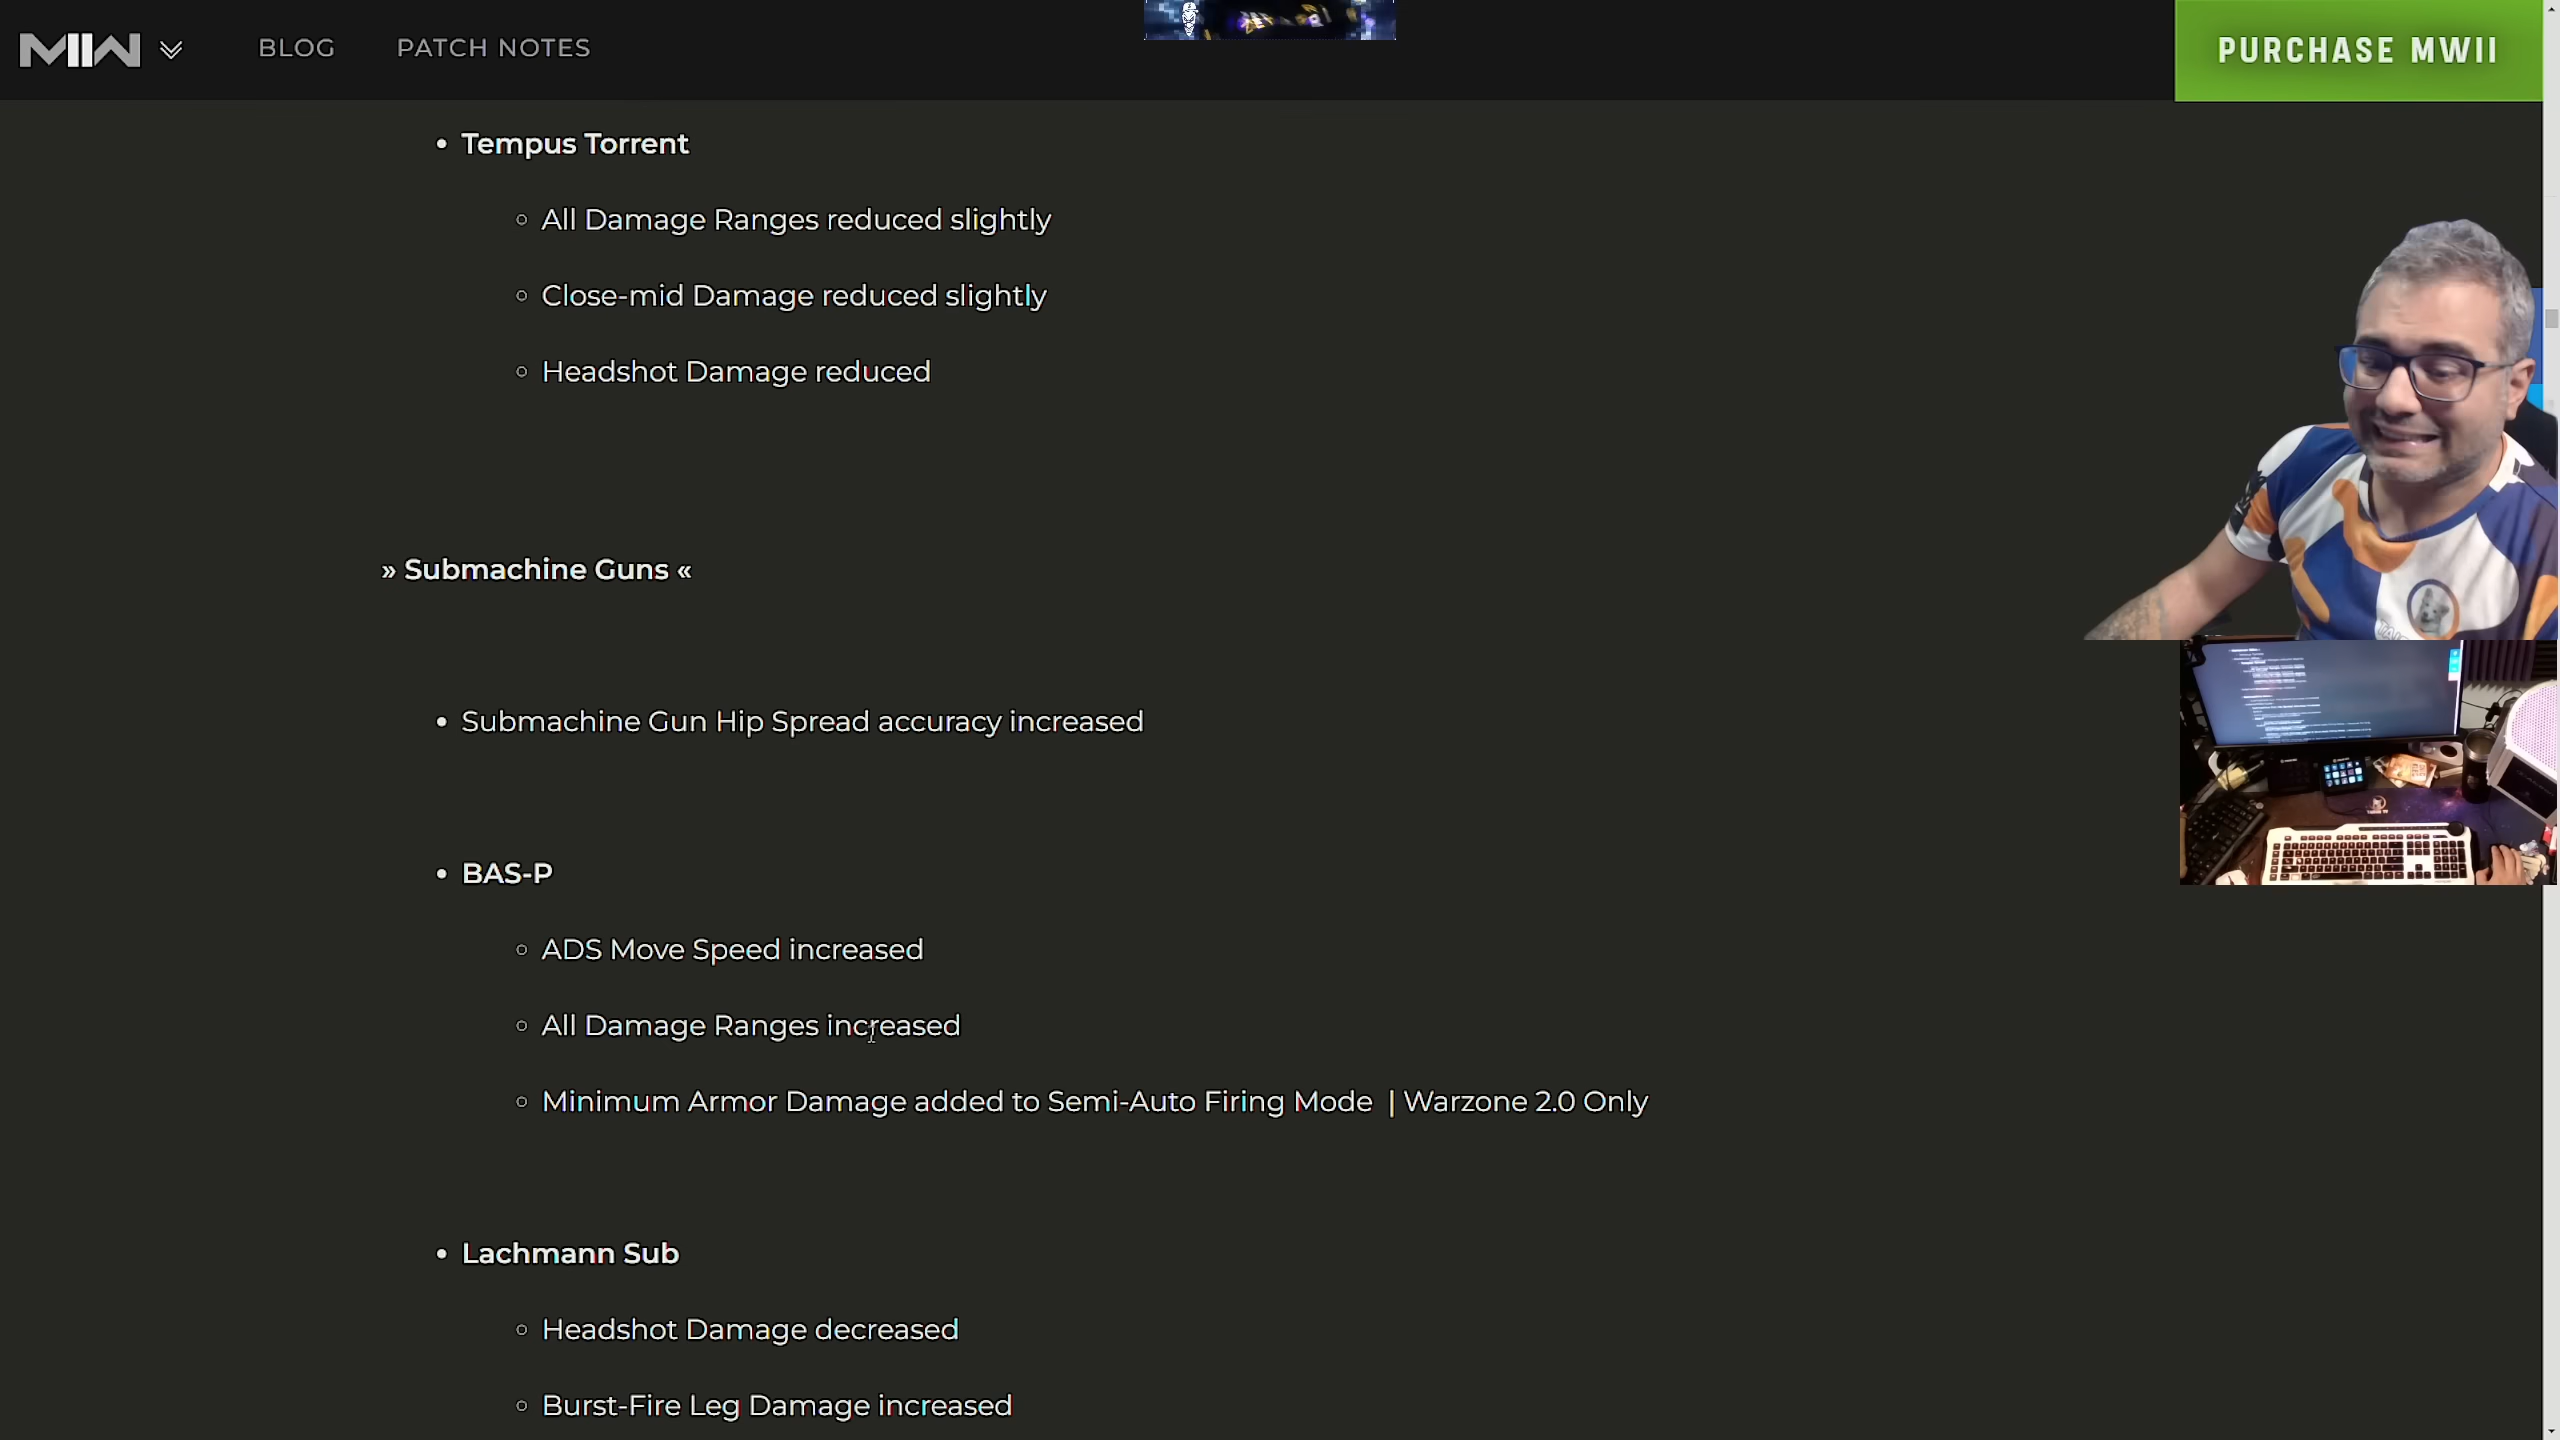 MIIW
BLOG
PATCH NOTES
PURCHASE MWII
• Tempus Torrent
○ All Damage Ranges reduced slightly
○ Close-mid Damage reduced slightly
○ Headshot Damage reduced
» Submachine Guns «
• Submachine Gun Hip Spread accuracy increased
• BAS-P
○ ADS Move Speed increased
○ All Damage Ranges increased
○ Minimum Armor Damage added to Semi-Auto Firing Mode | Warzone 2.0 Only
• Lachmann Sub
○ Headshot Damage decreased
○ Burst-Fire Leg Damage increased